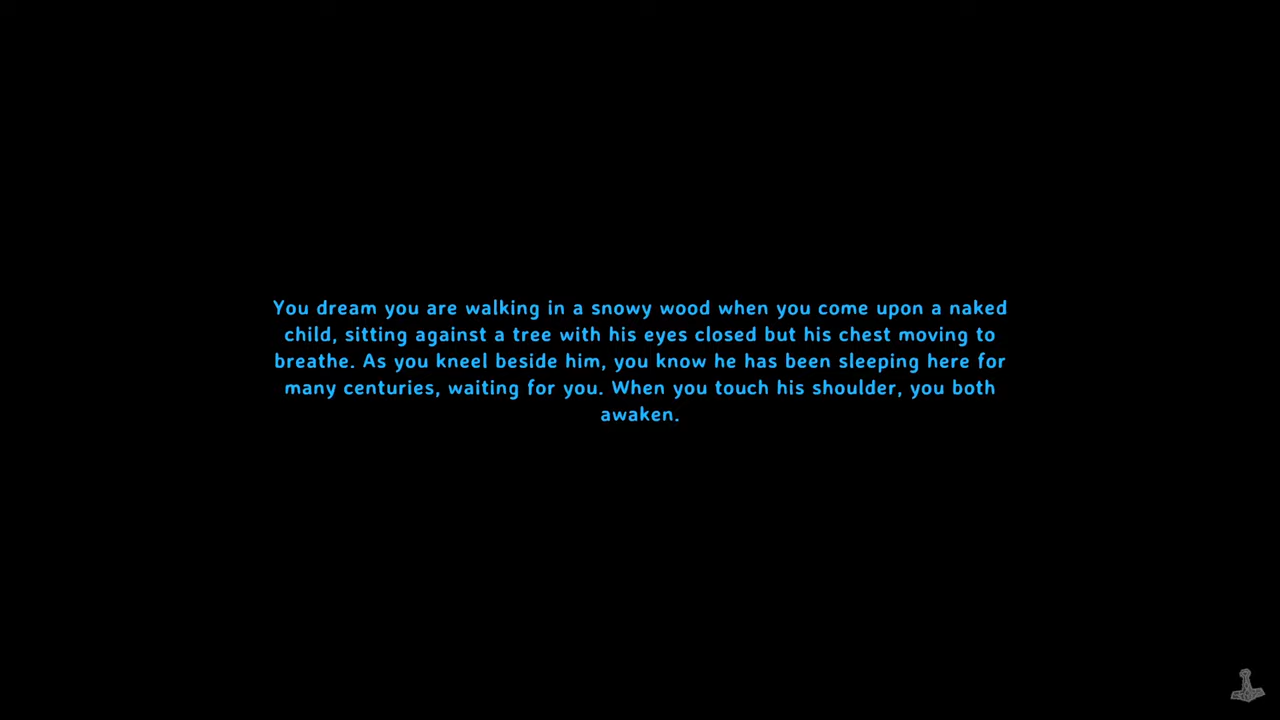 You dream you are walking in a snowy wood when you come upon a naked
child, sitting against a tree with his eyes closed but his chest moving to
breathe. As you kneel beside him, you know he has been sleeping here for
many centuries, waiting for you. When you touch his shoulder, you both
awaken.